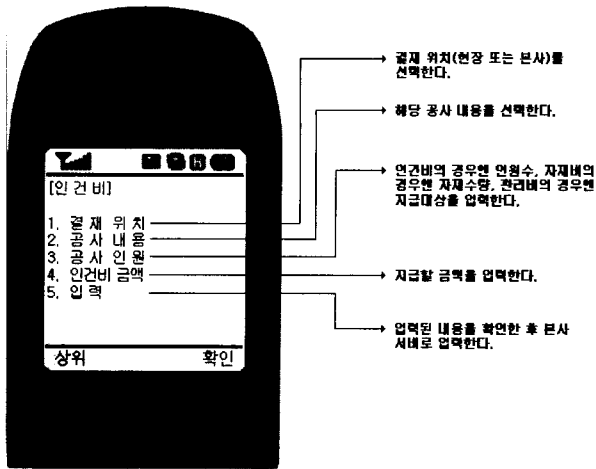 [인 건 비]
1. 결 재 위 치
2. 공 사 내 용
3. 공 사 인 원
4. 인건비 금액
5. 입 력
상위 확인
결재 위치(현장 또는 본사)를
선택한다.
해당 공사 내용을 선택한다.
인건비의 경우엔 인원수, 자재비의
경우엔 자재수량, 관리비의 경우엔
지급대상을 입력한다.
지급할 금액을 입력한다.
입력된 내용을 확인한 후 본사
서버로 입력한다.